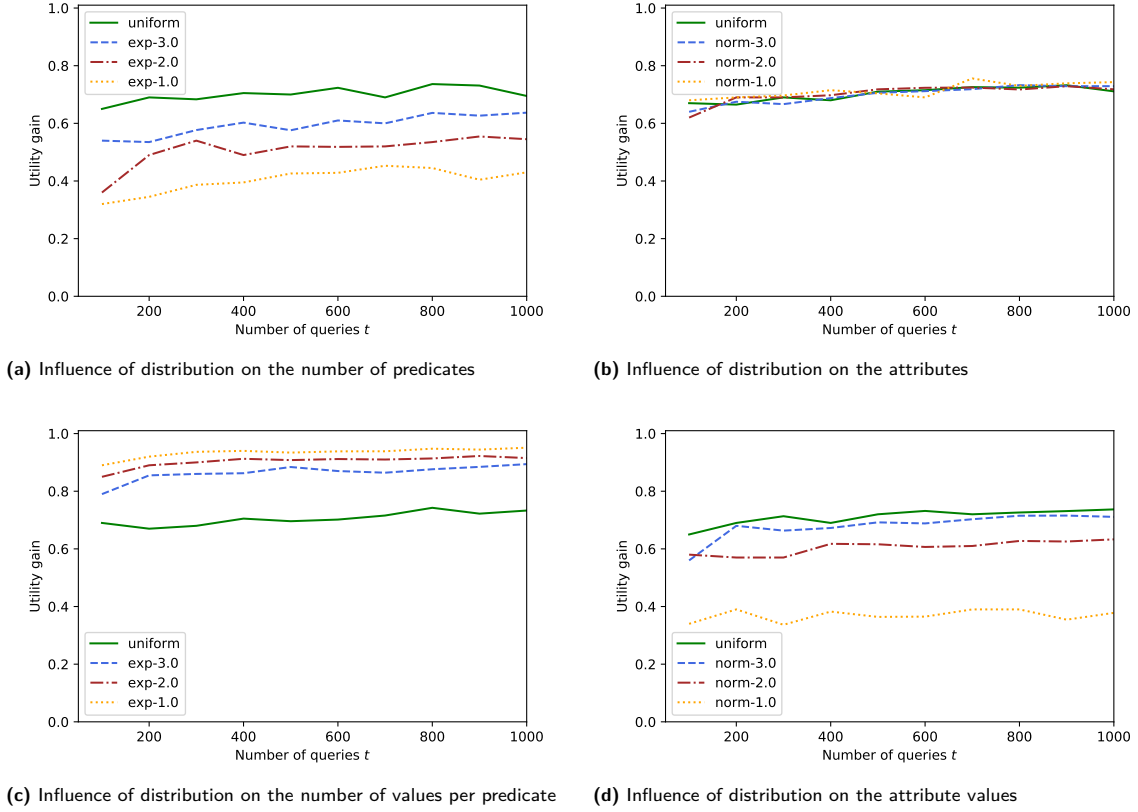 1.0
0.8
0.6
0.4
0.2
0.0
Utility gain
uniform
exp-3.0
exp-2.0
exp-1.0
200 400 600 800 1000
Number of queries t
(a) Influence of distribution on the number of predicates
1.0
0.8
0.6
0.4
0.2
0.0
Utility gain
uniform
norm-3.0
norm-2.0
norm-1.0
200 400 600 800 1000
Number of queries t
(b) Influence of distribution on the attributes
1.0
0.8
0.6
0.4
0.2
0.0
Utility gain
uniform
exp-3.0
exp-2.0
exp-1.0
200 400 600 800 1000
Number of queries t
(c) Influence of distribution on the number of values per predicate
1.0
0.8
0.6
0.4
0.2
0.0
Utility gain
uniform
norm-3.0
norm-2.0
norm-1.0
200 400 600 800 1000
Number of queries t
(d) Influence of distribution on the attribute values